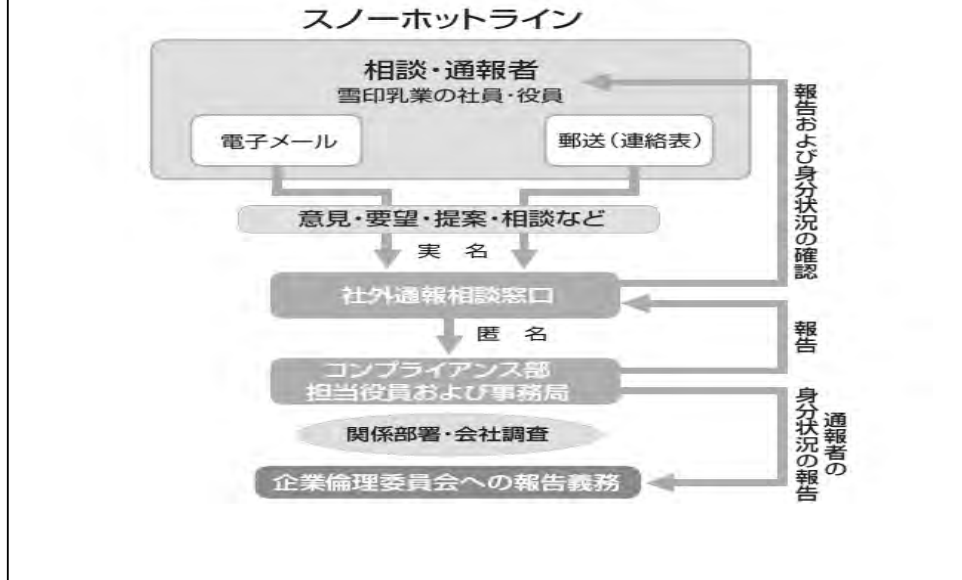 スノーホットライン
相談・通報者
雪印乳業の社員・役員
電子メール
郵送（連絡表）
意見・要望・提案・相談など
実　名
社外通報相談窓口
匿　名
コンプライアンス部
担当役員および事務局
関係部署・会社調査
企業倫理委員会への報告義務
報告および身分状況の確認
報告
通報者の
身分状況の報告